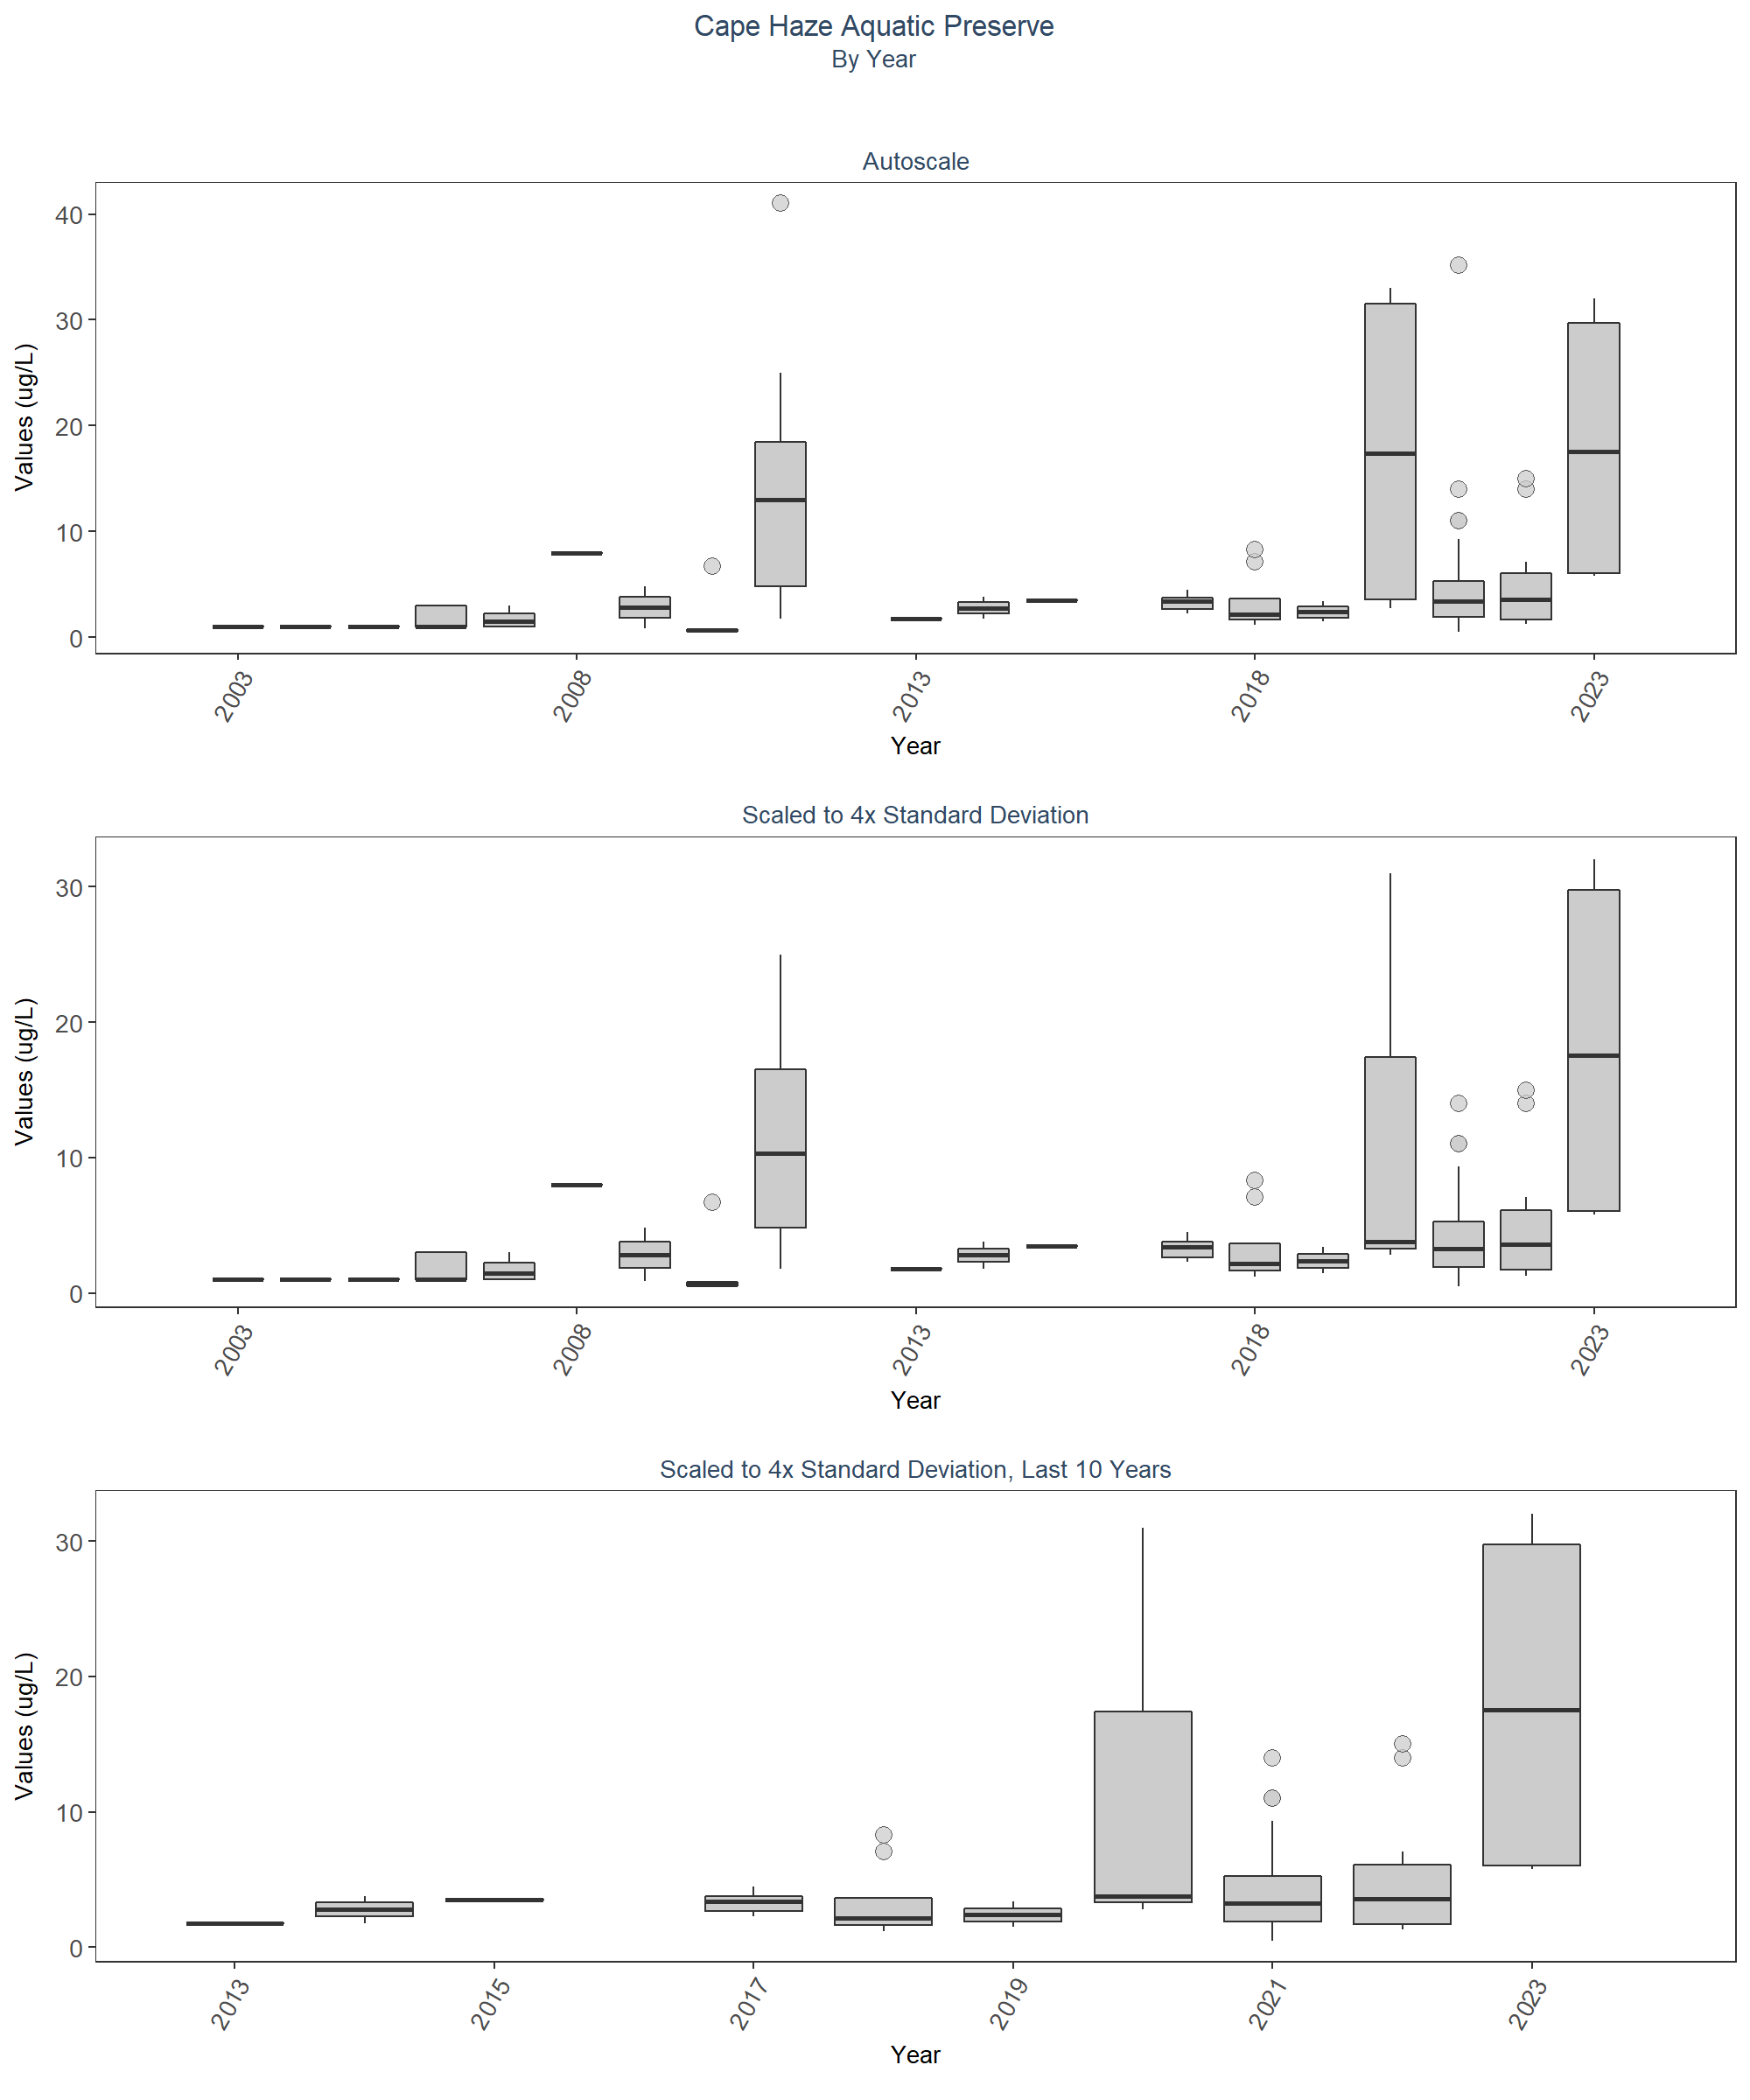 Cape Haze Aquatic Preserve
By Year
Autoscale
Values (ug/L)
40
30
20
10
0
2003
2008
2013
2018
2023
Year
Scaled to 4x Standard Deviation
Values (ug/L)
30
20
10
0
2003
2008
2013
2018
2023
Year
Scaled to 4x Standard Deviation, Last 10 Years
Values (ug/L)
30
20
10
0
2013
2015
2017
2019
2021
2023
Year